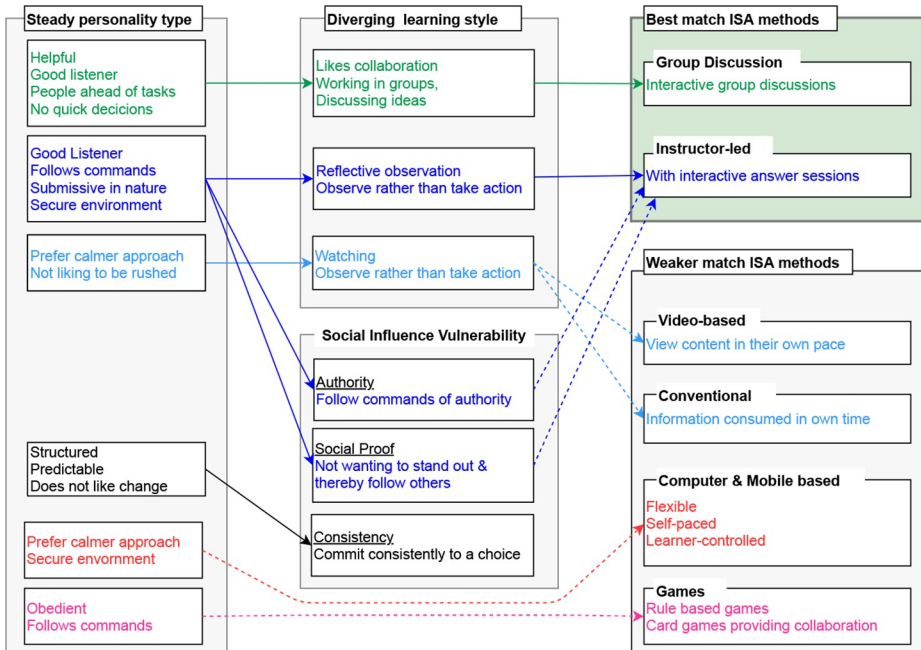 Steady personality type
Helpful
Good listener
People ahead of tasks
No quick decicions
Good Listener
Follows commands
Submissive in nature
Secure environment
Prefer calmer approach
Not liking to be rushed
Structured
Predictable
Does not like change
Prefer calmer approach
Secure envornment
Obedient
Follows commands
Diverging learning style
Likes collaboration
Working in groups,
Discussing ideas
Reflective observation
Observe rather than take action
Watching
Observe rather than take action
Social Influence Vulnerability
Authority
Follow commands of authority
Social Proof
Not wanting to stand out &
thereby follow others
Consistency
Commit consistently to a choice
Best match ISA methods
Group Discussion
Interactive group discussions
Instructor-led
With interactive answer sessions
Weaker match ISA methods
Video-based
View content in their own pace
Conventional
Information consumed in own time
Computer & Mobile based
Flexible
Self-paced
Learner-controlled
Games
Rule based games
Card games providing collaboration